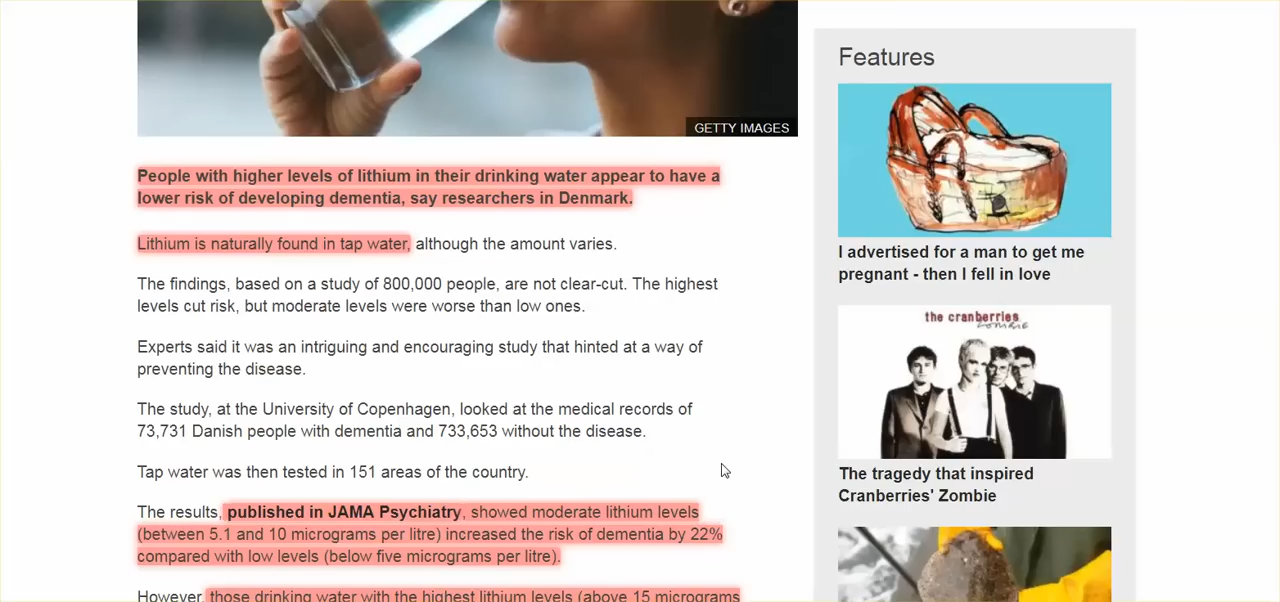 GETTY IMAGES
People with higher levels of lithium in their drinking water appear to have a
lower risk of developing dementia, say researchers in Denmark.
Lithium is naturally found in tap water, although the amount varies.
The findings, based on a study of 800,000 people, are not clear-cut. The highest
levels cut risk, but moderate levels were worse than low ones.
Experts said it was an intriguing and encouraging study that hinted at a way of
preventing the disease.
The study, at the University of Copenhagen, looked at the medical records of
73,731 Danish people with dementia and 733,653 without the disease.
Tap water was then tested in 151 areas of the country.
The results, published in JAMA Psychiatry, showed moderate lithium levels
(between 5.1 and 10 micrograms per litre) increased the risk of dementia by 22%
compared with low levels (below five micrograms per litre).
However, those drinking water with the highest lithium levels (above 15 micrograms
Features
I advertised for a man to get me
pregnant - then I fell in love
the cranberries
zombie
The tragedy that inspired
Cranberries' Zombie